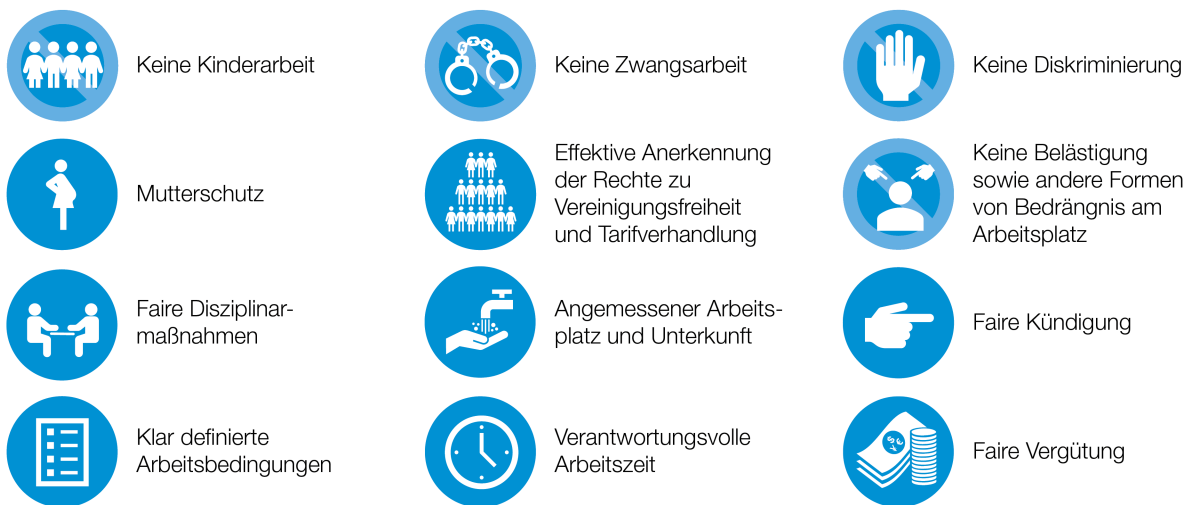 Keine Kinderarbeit
Keine Zwangsarbeit
Keine Diskriminierung
Mutterschutz
Effektive Anerkennung
der Rechte zu
Vereinigungsfreiheit
und Tarifverhandlung
Keine Belästigung
sowie andere Formen
von Bedrängnis am
Arbeitsplatz
Faire Disziplinar-
maßnahmen
Angemessener Arbeits-
platz und Unterkunft
Faire Kündigung
Klar definierte
Arbeitsbedingungen
Verantwortungsvolle
Arbeitszeit
$ € ¥
Faire Vergütung